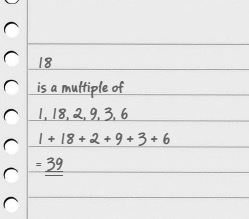 18
is a multiple of
1, 18, 2, 9, 3, 6
1 + 18 + 2 + 9 + 3 + 6
= 39